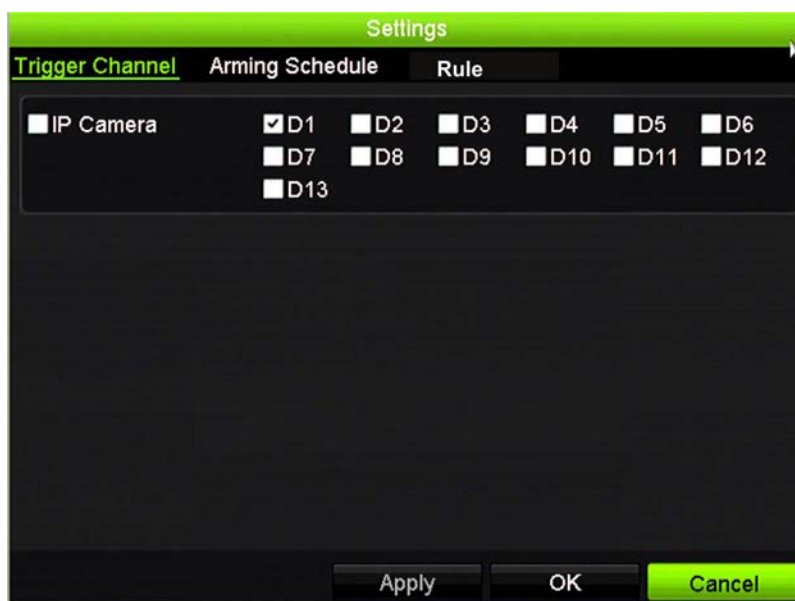 Settings
Trigger Channel Arming Schedule Rule
IP Camera D1 D2 D3 D4 D5 D6
D7 D8 D9 D10 D11 D12
D13
Apply OK Cancel